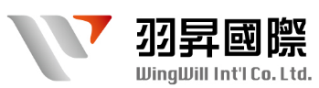 羽昇國際
WingWill Int'l Co. Ltd.